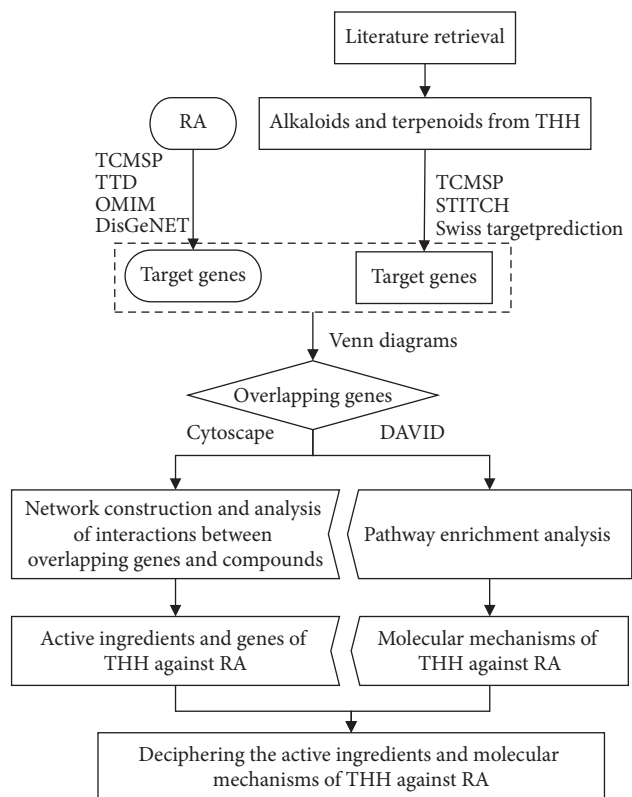 Literature retrieval
RA
Alkaloids and terpenoids from THH
TCMSP
TTD
OMIM
DisGeNET
TCMSP
STITCH
Swiss targetprediction
Target genes
Target genes
Venn diagrams
Overlapping genes
Cytoscape
DAVID
Network construction and analysis
of interactions between
overlapping genes and compounds
Pathway enrichment analysis
Active ingredients and genes of
THH against RA
Molecular mechanisms of
THH against RA
Deciphering the active ingredients and molecular
mechanisms of THH against RA